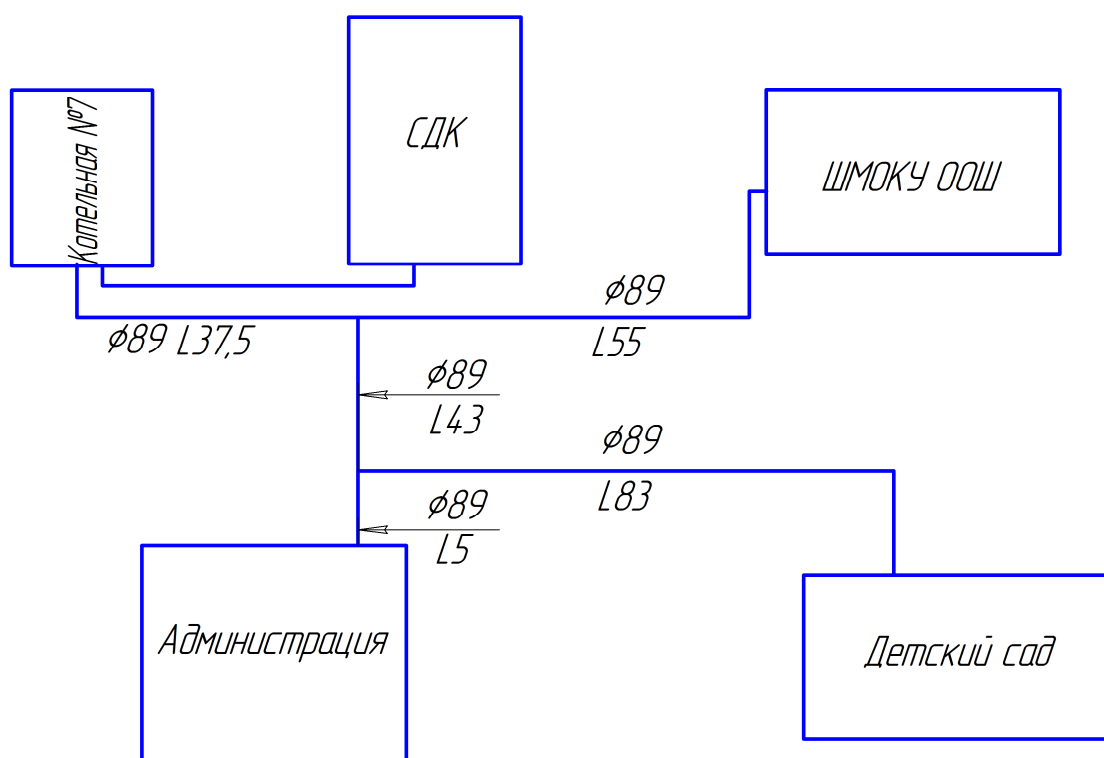 Котельная №7
СДК
ШМОКУ ООШ
ϕ89 L37,5
ϕ89
L55
ϕ89
L43
ϕ89
L83
ϕ89
L5
Администрация
Детский сад